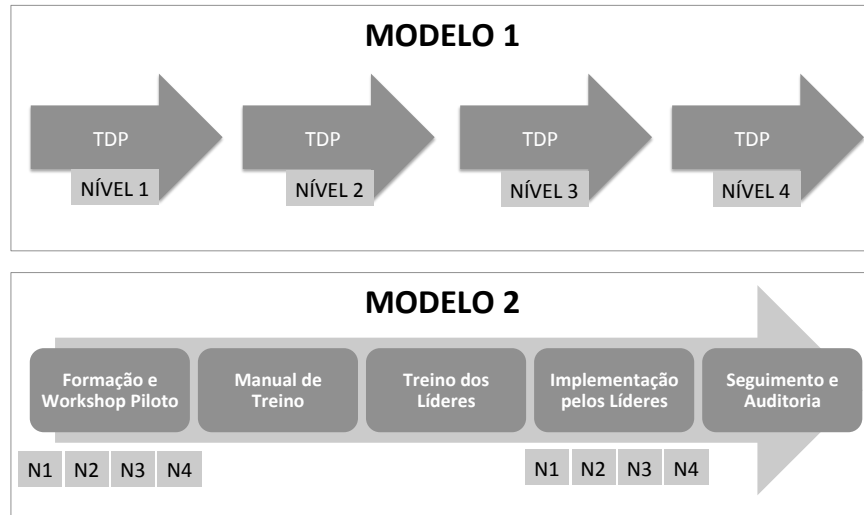 MODELO 1
TDP
NÍVEL 1
TDP
NÍVEL 2
TDP
NÍVEL 3
TDP
NÍVEL 4
MODELO 2
Formação e
Workshop Piloto
Manual de
Treino
Treino dos
Líderes
Implementação
pelos Líderes
Seguimento e
Auditoria
N1 N2 N3 N4
N1 N2 N3 N4